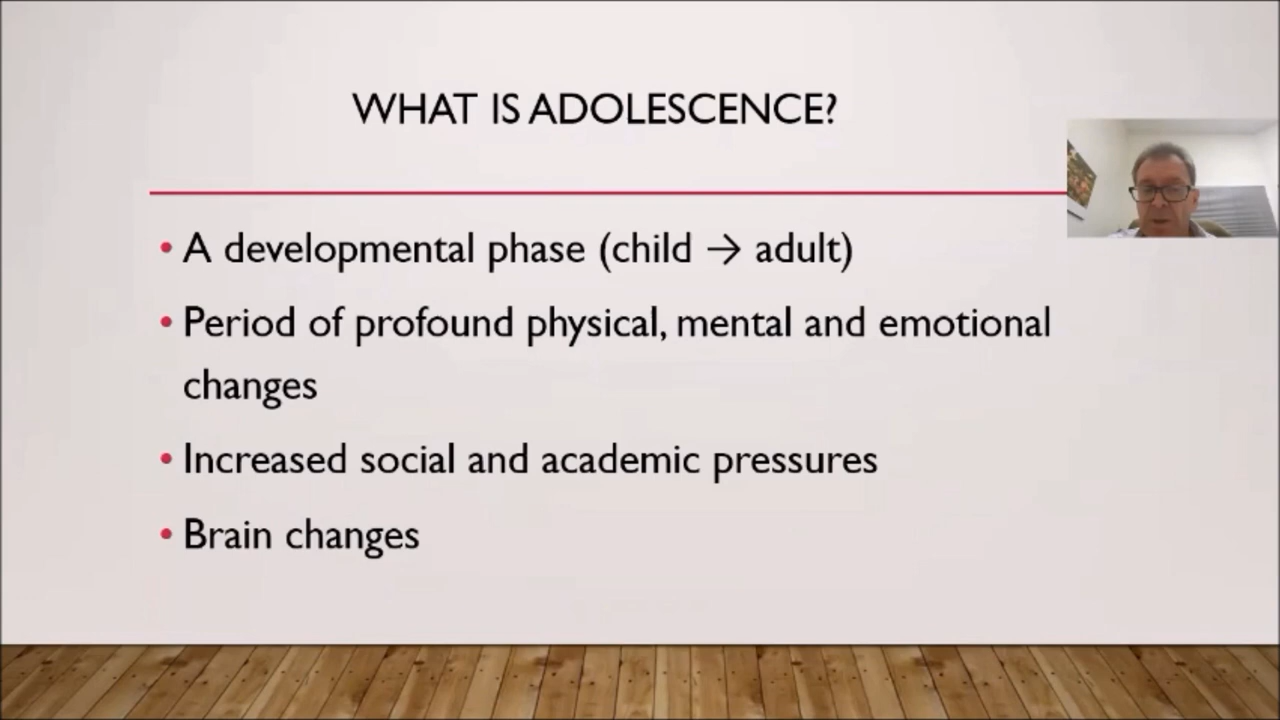 WHAT IS ADOLESCENCE?
• A developmental phase (child → adult)
• Period of profound physical, mental and emotional
changes
• Increased social and academic pressures
• Brain changes